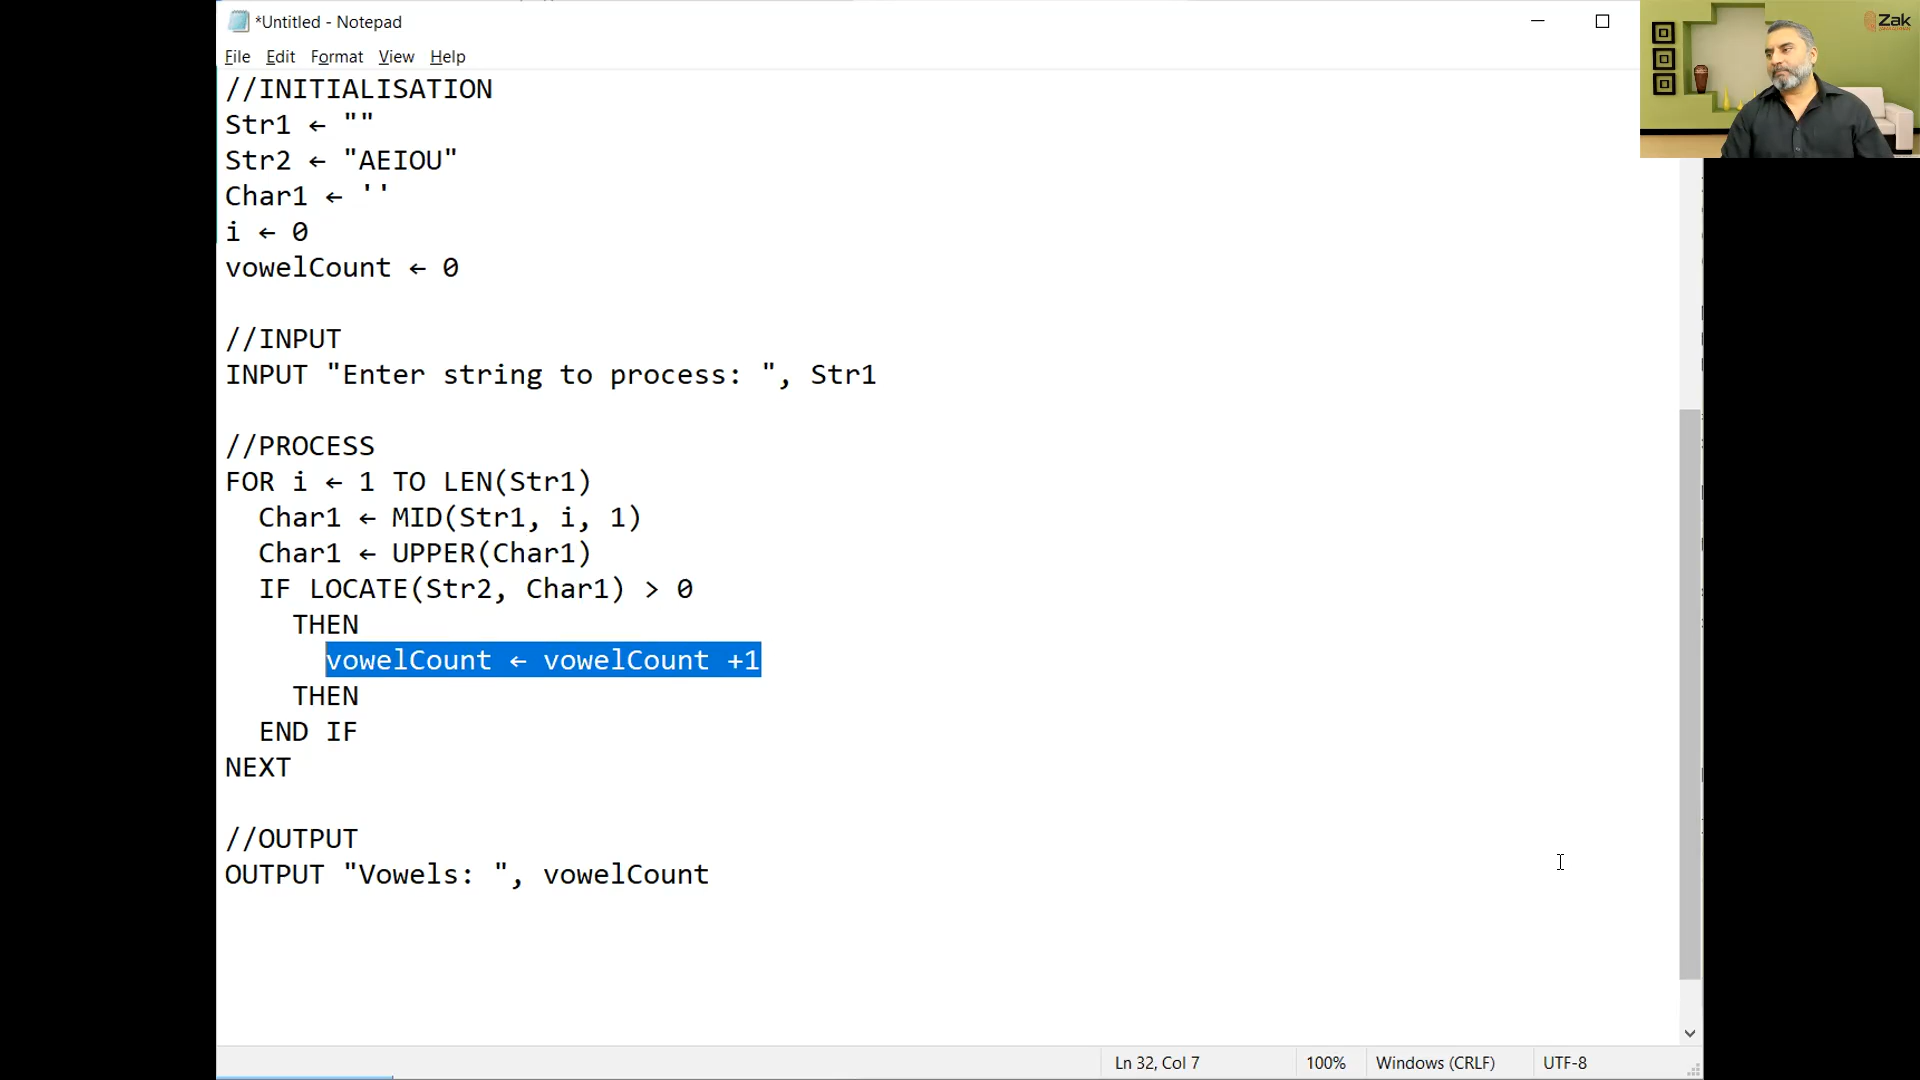 *Untitled - Notepad
File Edit Format View Help
//INITIALISATION
Str1 ← ""
Str2 ← "AEIOU"
Char1 ← ''
i ← 0
vowelCount ← 0
//INPUT
INPUT "Enter string to process: ", Str1
//PROCESS
FOR i ← 1 TO LEN(Str1)
  Char1 ← MID(Str1, i, 1)
  Char1 ← UPPER(Char1)
  IF LOCATE(Str2, Char1) > 0
    THEN
      vowelCount ← vowelCount +1
    THEN
  END IF
NEXT
//OUTPUT
OUTPUT "Vowels: ", vowelCount
Ln 32, Col 7 100% Windows (CRLF) UTF-8
Zak